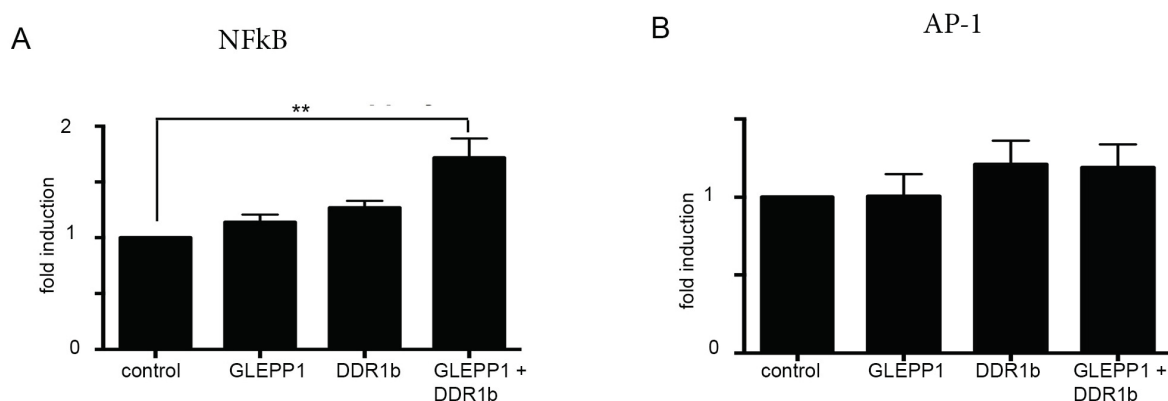 A
NFkB
**
2
1
0
fold induction
control
GLEPP1
DDR1b
GLEPP1 +
DDR1b
B
AP-1
1
0
fold induction
control
GLEPP1
DDR1b
GLEPP1 +
DDR1b